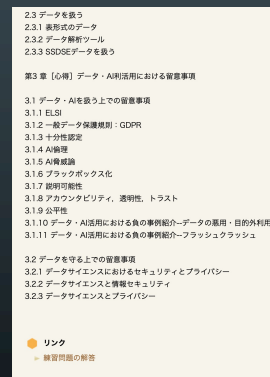 2.3 データを扱う
2.3.1 表形式のデータ
2.3.2 データ解析ツール
2.3.3 SSDSEデータを扱う
第3 章［心得］データ・AI利活用における留意事項
3.1 データ・AIを扱う上での留意事項
3.1.1 ELSI
3.1.2 一般データ保護規則：GDPR
3.1.3 十分性認定
3.1.4 AI倫理
3.1.5 AI脅威論
3.1.6 ブラックボックス化
3.1.7 説明可能性
3.1.8 アカウンタビリティ，透明性，トラスト
3.1.9 公平性
3.1.10 データ・AI活用における負の事例紹介--データの悪用・目的外利用
3.1.11 データ・AI活用における負の事例紹介--フラッシュクラッシュ
3.2 データを守る上での留意事項
3.2.1 データサイエンスにおけるセキュリティとプライバシー
3.2.2 データサイエンスと情報セキュリティ
3.2.3 データサイエンスとプライバシー
リンク
練習問題の解答